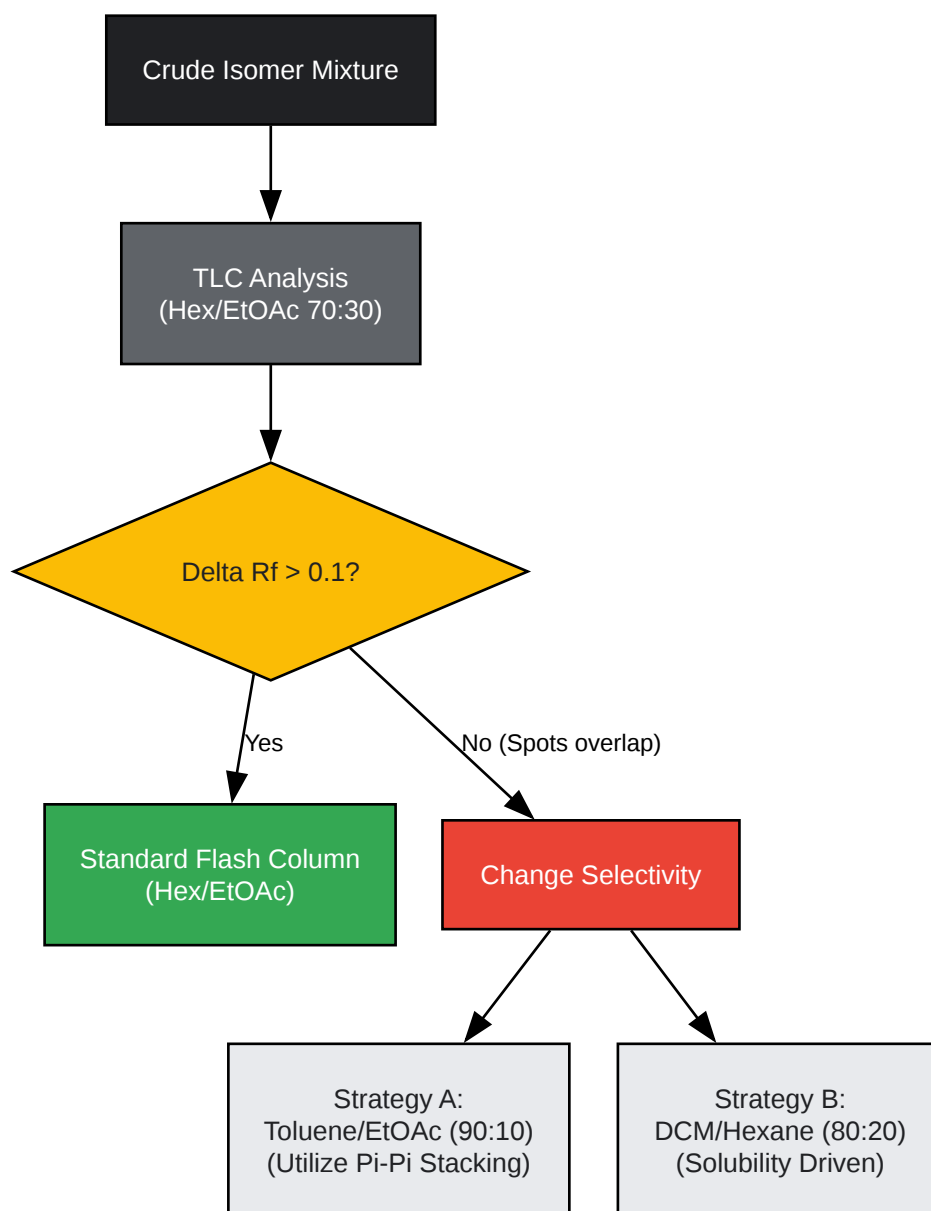 Crude Isomer Mixture
TLC Analysis
(Hex/EtOAc 70:30)
Delta Rf > 0.1?
Yes
No (Spots overlap)
Standard Flash Column
(Hex/EtOAc)
Change Selectivity
Strategy A:
Toluene/EtOAc (90:10)
(Utilize Pi-Pi Stacking)
Strategy B:
DCM/Hexane (80:20)
(Solubility Driven)